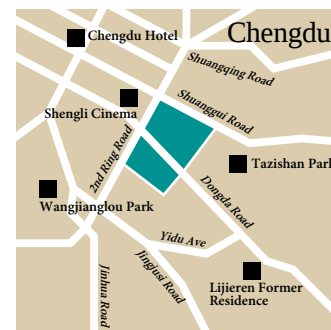 Chengdu
Chengdu Hotel
Shuangqing Road
Shuanggui Road
Shengli Cinema
2nd Ring Road
Tazishan Park
Dongda Road
Wangjianglou Park
Yidu Ave
Jingjusi Road
Jinhua Road
Lijieren Former
Residence